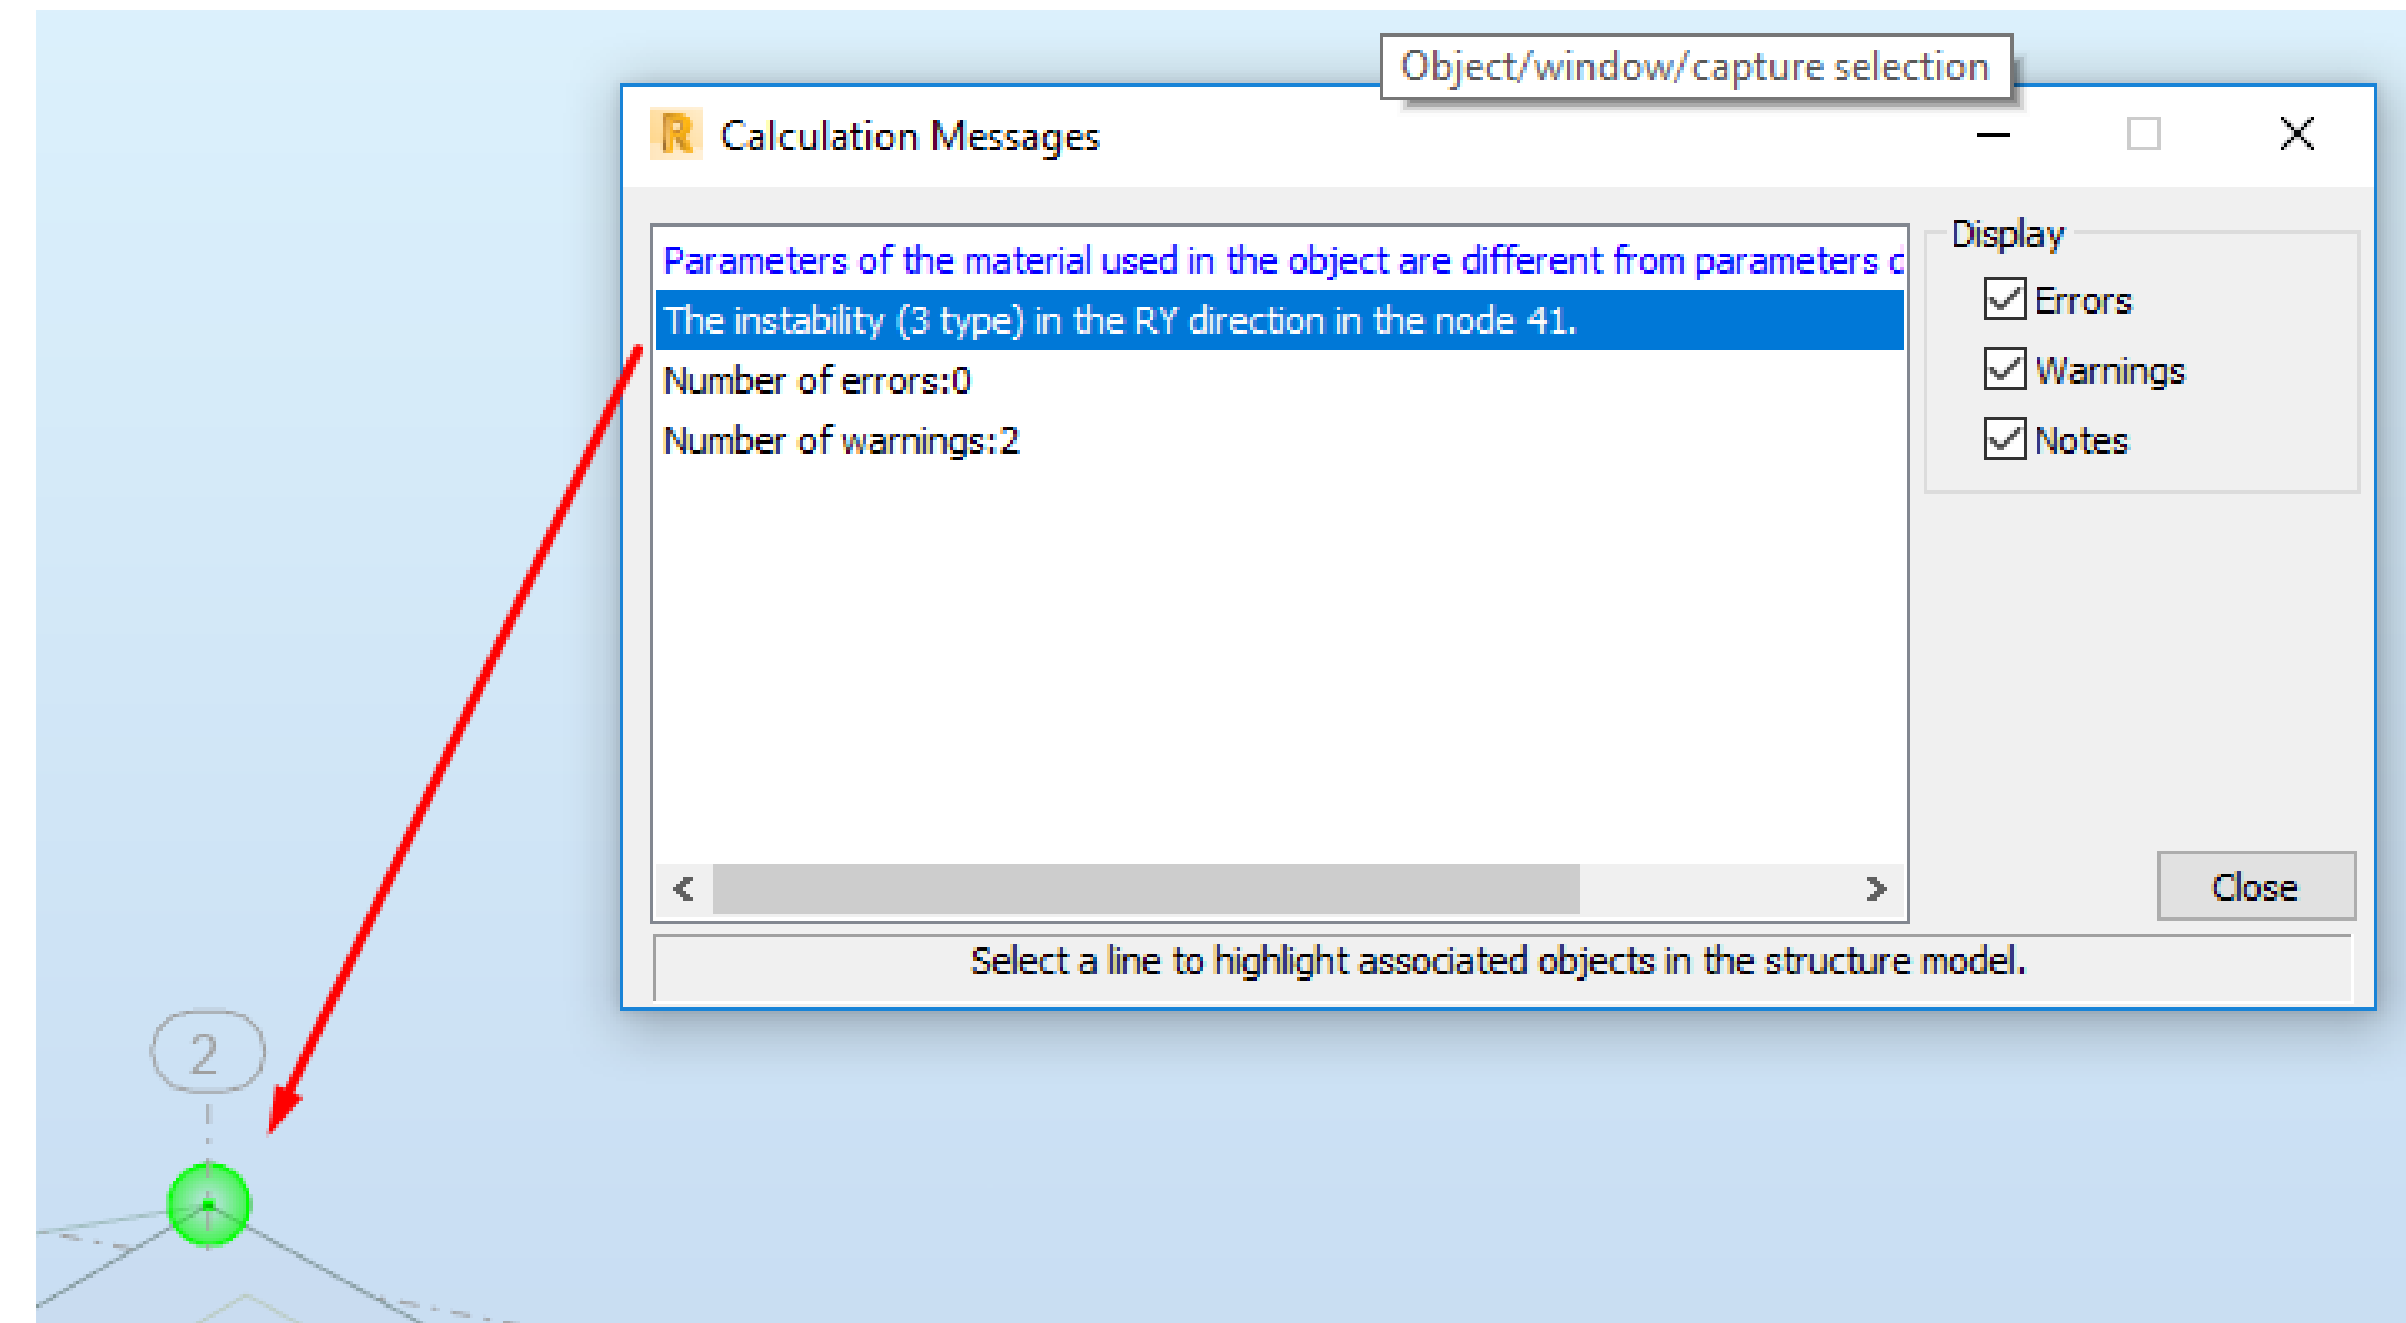 Object/window/capture selection
R Calculation Messages
Parameters of the material used in the object are different from parameters
The instability (3 type) in the RY direction in the node 41.
Number of errors:0
Number of warnings:2
Display
Errors
Warnings
Notes
Close
Select a line to highlight associated objects in the structure model.
2